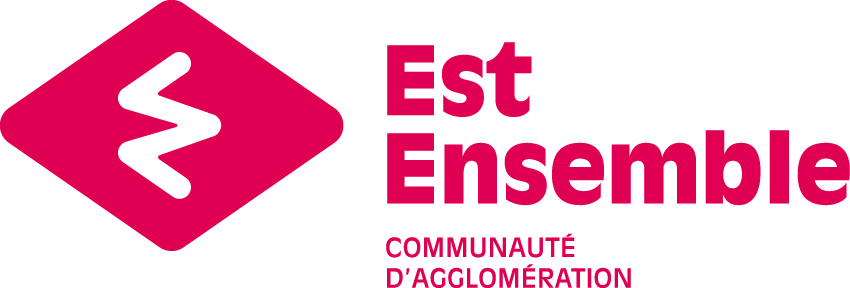 Est
Ensemble
COMMUNAUTÉ
D'AGGLOMÉRATION